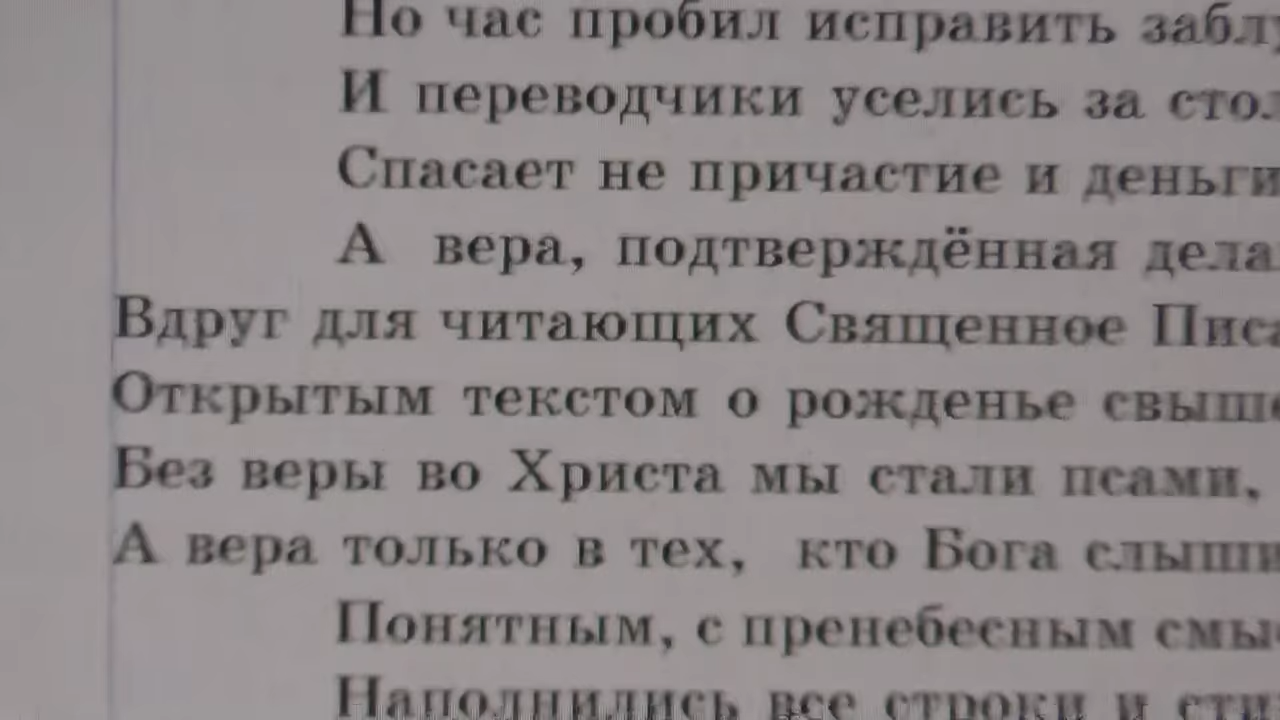 Но час пробил исправить
И переводчики уселись за
Спасает не причастие и деньги
А вера, подтверждённая
Вдруг для читающих Священное
Открытым текстом о рожденье
Без веры во Христа мы стали псами,
А вера только в тех, кто Бога
Понятным, с пренебесным
Наполнились все строки и